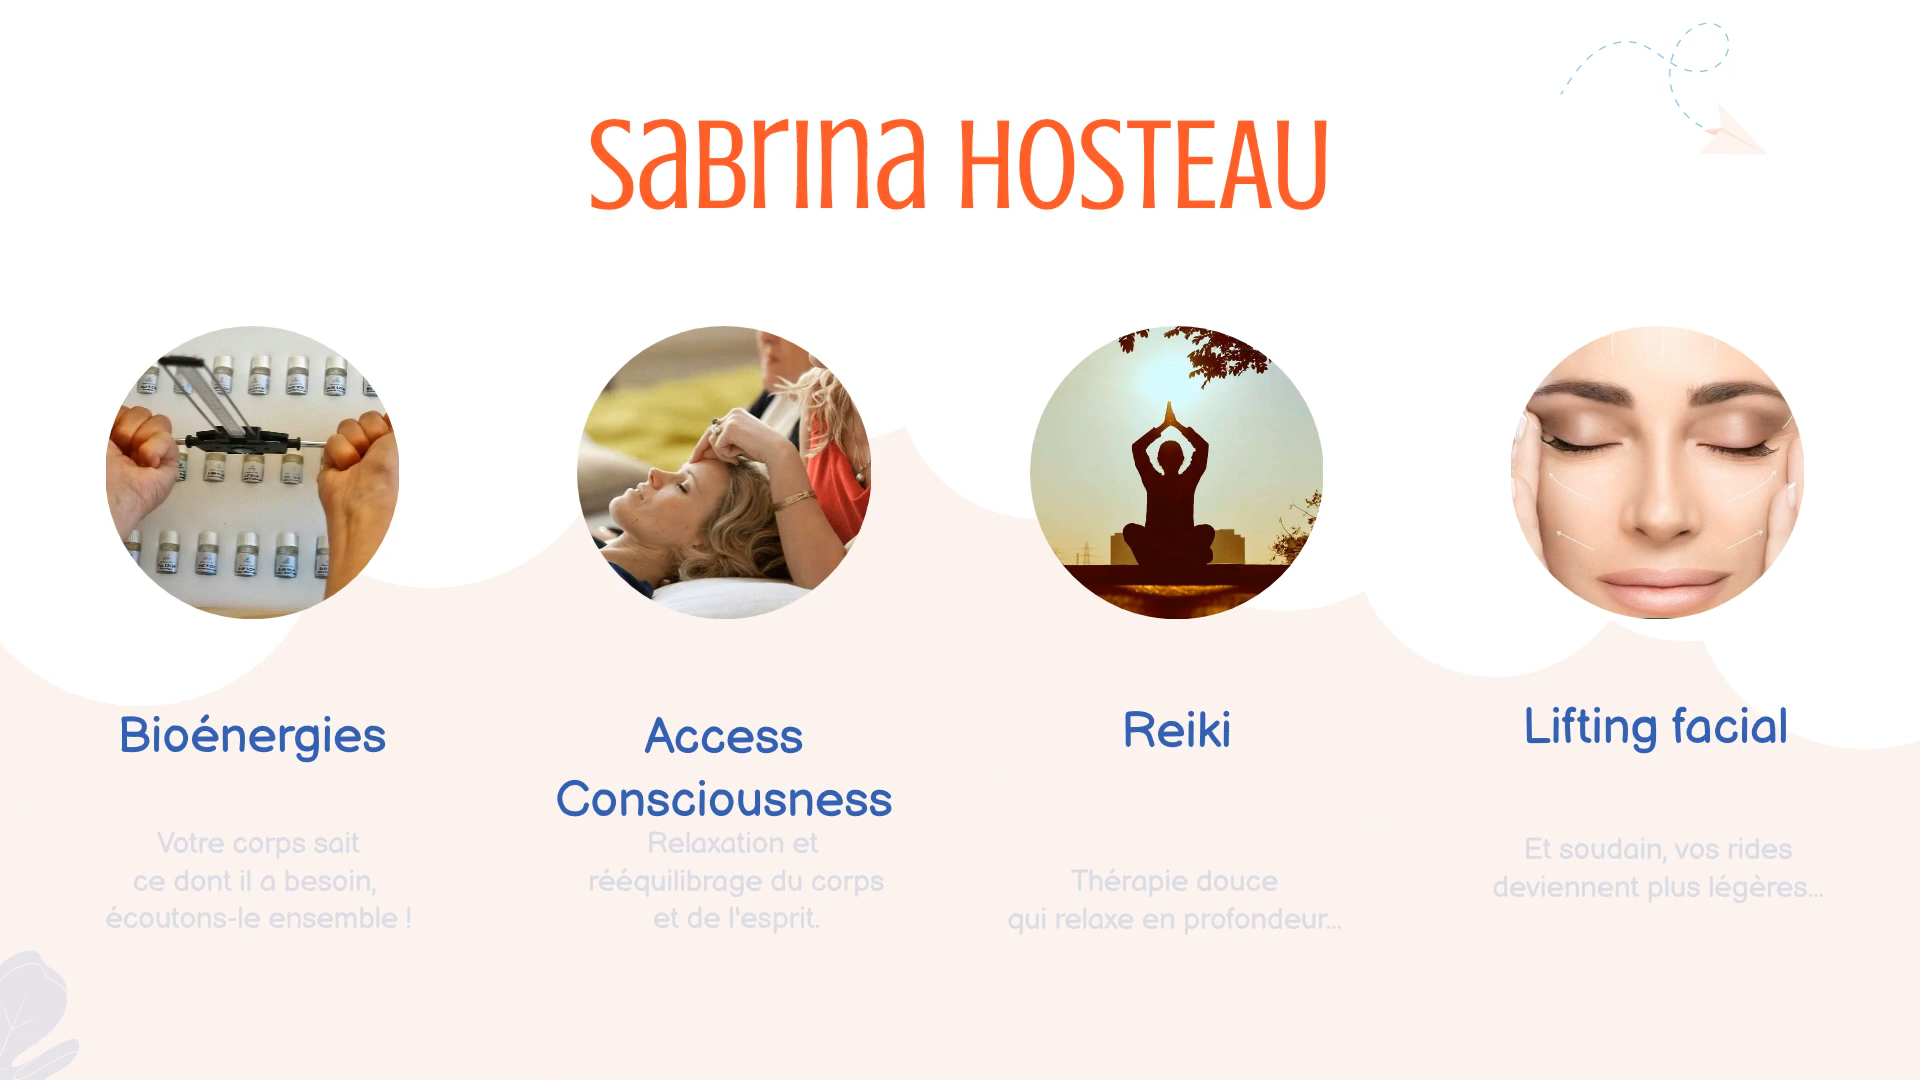 SaBrina HOSTEAU
Bioénergies
Votre corps sait
ce dont il a besoin,
écoutons-le ensemble !
Access
Consciousness
Relaxation et
rééquilibrage du corps
et de l'esprit.
Reiki
Thérapie douce
qui relaxe en profondeur...
Lifting facial
Et soudain, vos rides
deviennent plus légères...